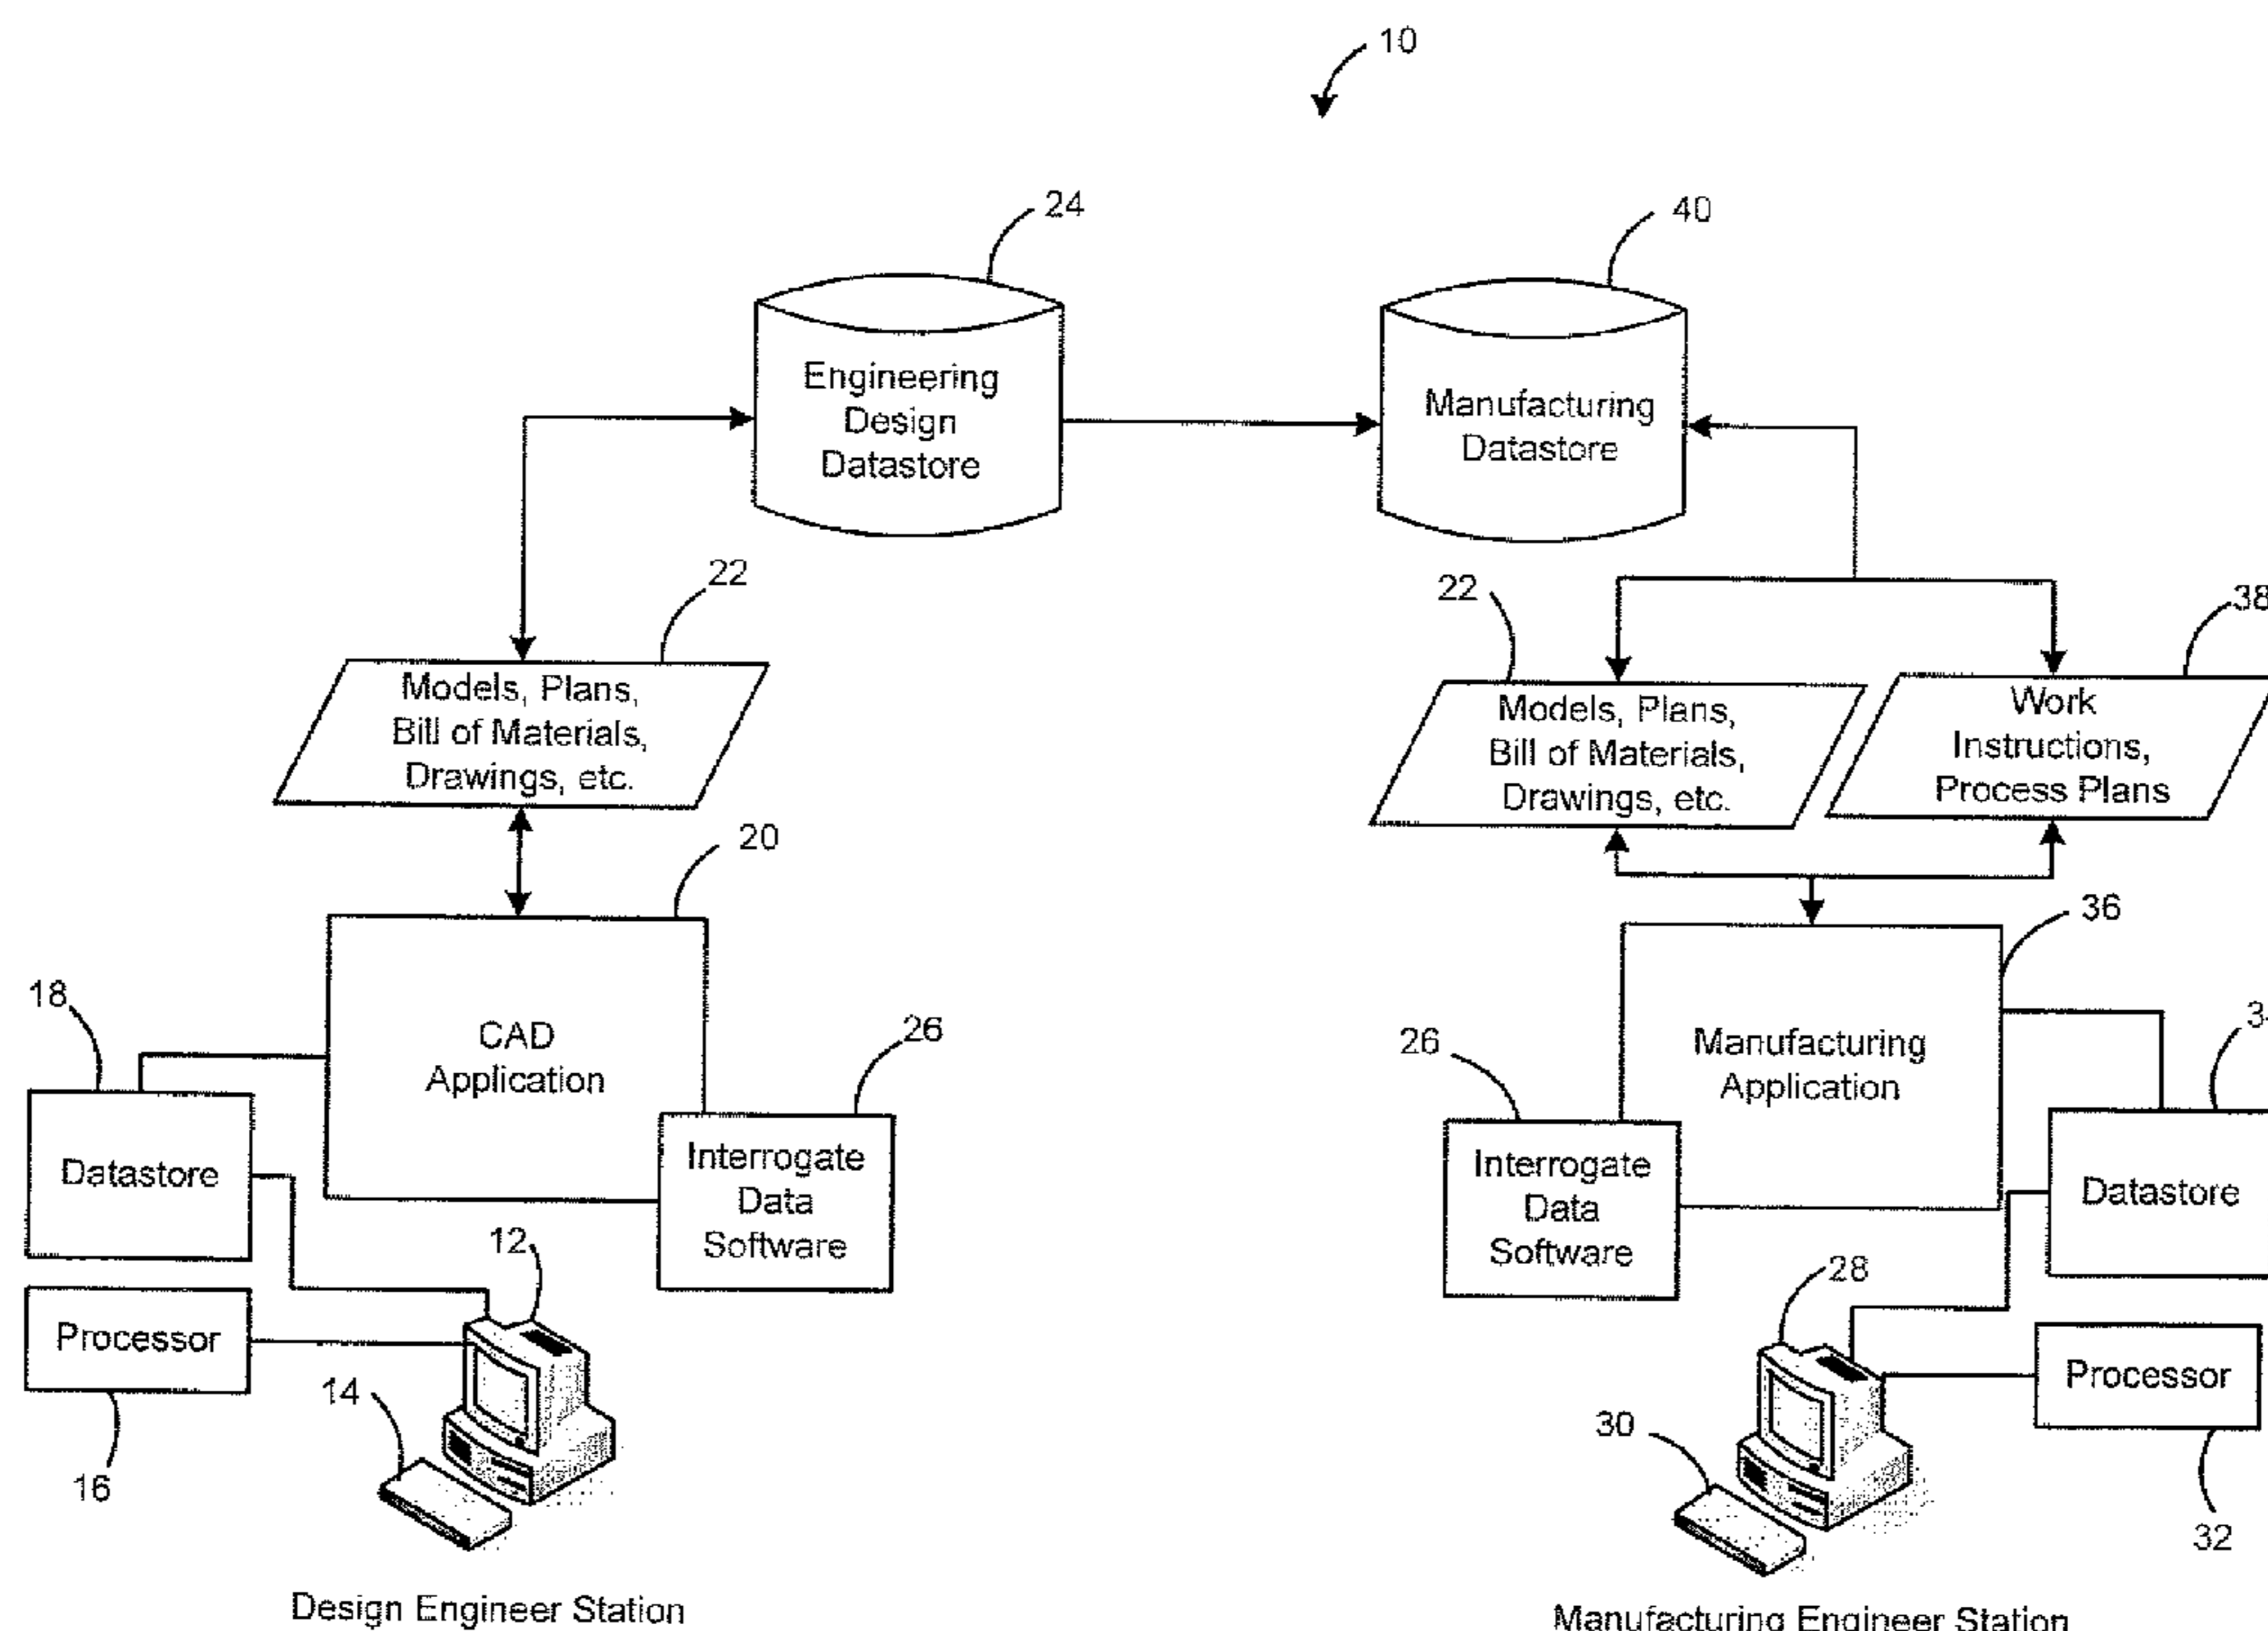 10
24
40
Engineering
Design
Datastore
Manufacturing
Datastore
22
22
38
Models, Plans,
Bill of Materials,
Drawings, etc.
Models, Plans,
Bill of Materials,
Drawings, etc.
Work
Instructions,
Process Plans
20
36
18
CAD
Application
26
26
Manufacturing
Application
Datastore
Interrogate
Data
Software
Interrogate
Data
Software
Datastore
12
28
Processor
14
16
30
Processor
32
Design Engineer Station
Manufacturing Engineer Station